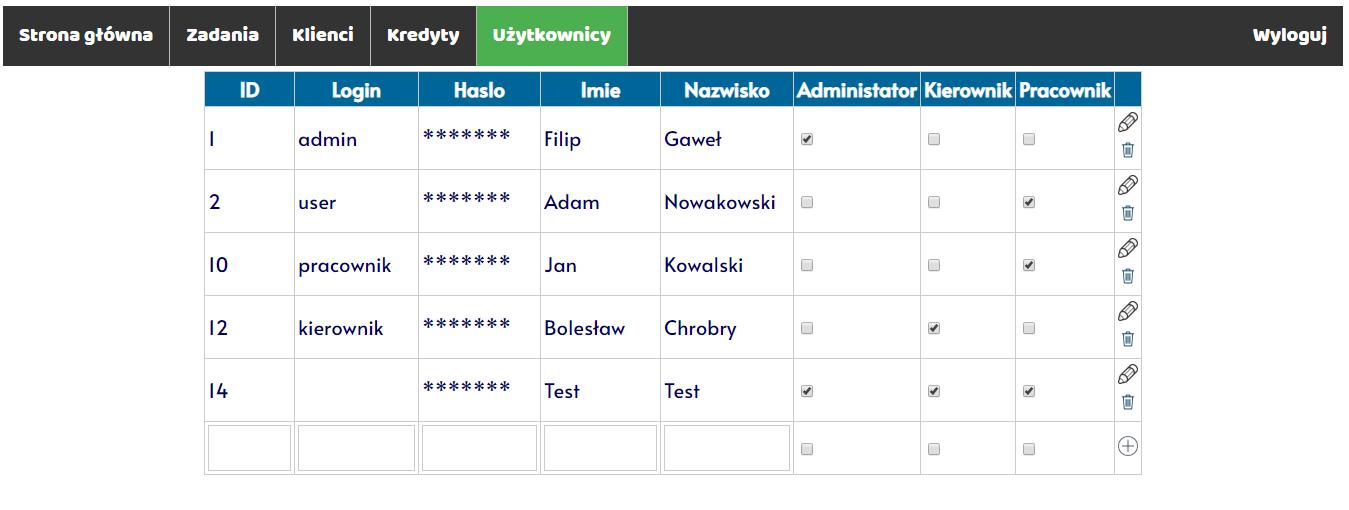 Strona główna Zadania Klienci Kredyty Użytkownicy Wyloguj
ID Login Haslo Imie Nazwisko Administator Kierownik Pracownik
1 admin ******* Filip Gaweł
2 user ******* Adam Nowakowski
10 pracownik ******* Jan Kowalski
12 kierownik ******* Bolesław Chrobry
14 ******* Test Test